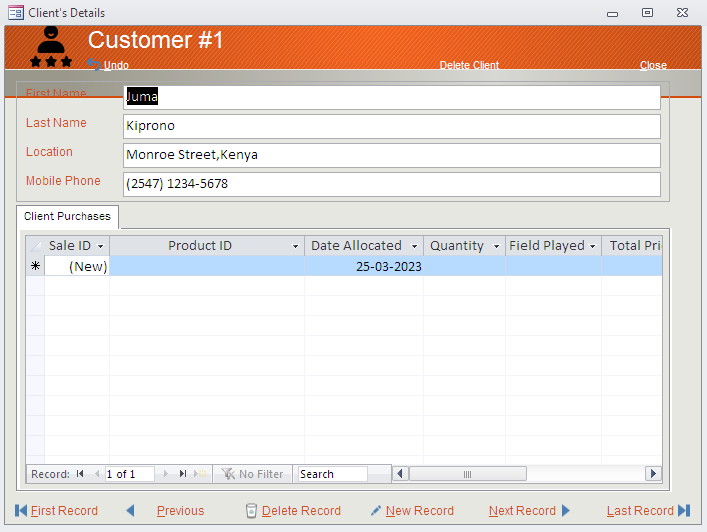 Client's Details
Customer #1
Undo Delete Client Close
First Name Juma
Last Name Kiprono
Location Monroe Street,Kenya
Mobile Phone (2547) 1234-5678
Client Purchases
Sale ID Product ID Date Allocated Quantity Field Played Total Pri
(New) 25-03-2023
Record: 1 of 1 No Filter Search
First Record Previous Delete Record New Record Next Record Last Record